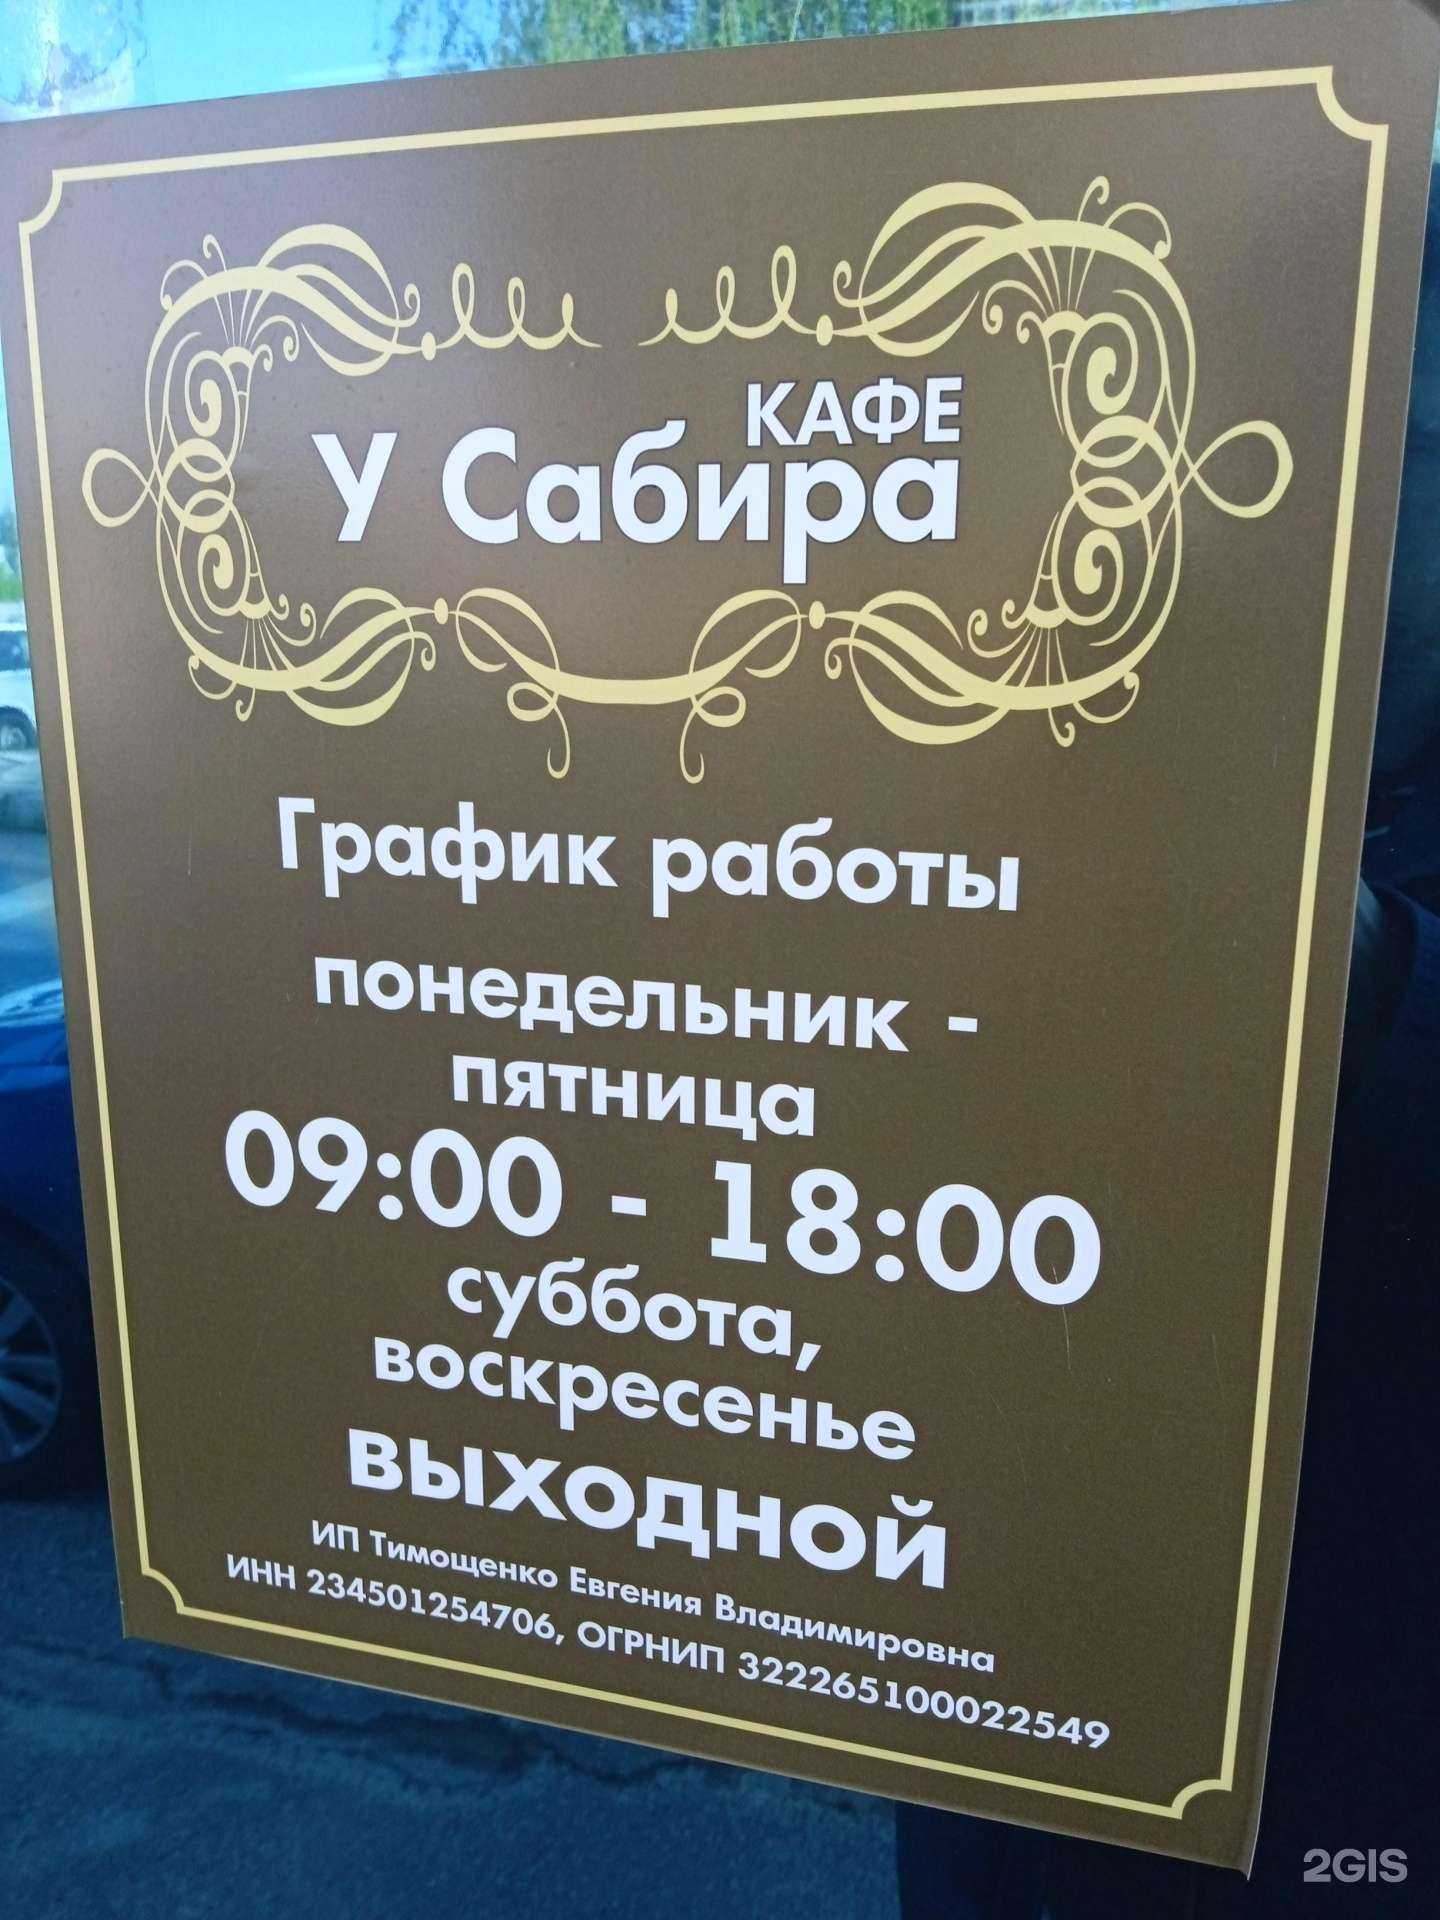 КАФЕ
У Сабира
График работы
понедельник -
пятница
09:00 - 18:00
суббота,
воскресенье
выходной
ИП Тимощенко Евгения Владимировна
ИНН 234501254706, ОГРНИП 322265100022549
2GIS